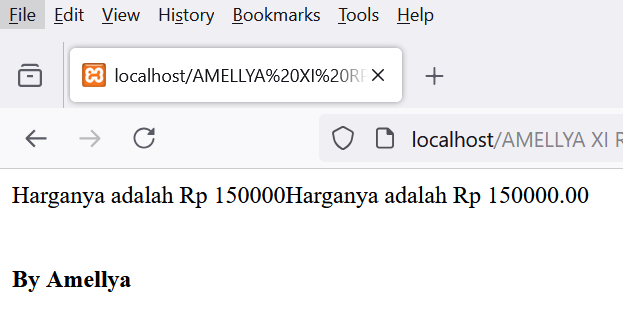 File Edit View History Bookmarks Tools Help
localhost/AMELLYA%20XI%20RP
localhost/AMELLYA XI R
Harganya adalah Rp 150000Harganya adalah Rp 150000.00
By Amellya